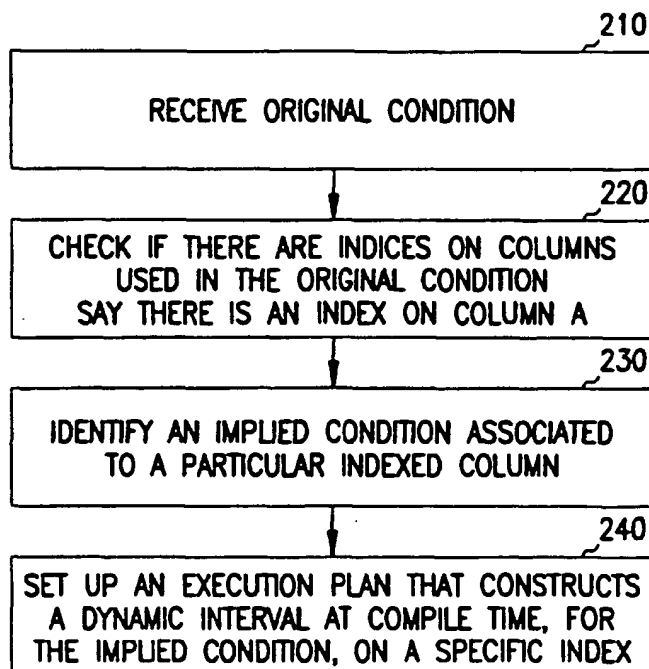 210
RECEIVE ORIGINAL CONDITION
220
CHECK IF THERE ARE INDICES ON COLUMNS
USED IN THE ORIGINAL CONDITION
SAY THERE IS AN INDEX ON COLUMN A
230
IDENTIFY AN IMPLIED CONDITION ASSOCIATED
TO A PARTICULAR INDEXED COLUMN
240
SET UP AN EXECUTION PLAN THAT CONSTRUCTS
A DYNAMIC INTERVAL AT COMPILE TIME, FOR
THE IMPLIED CONDITION, ON A SPECIFIC INDEX